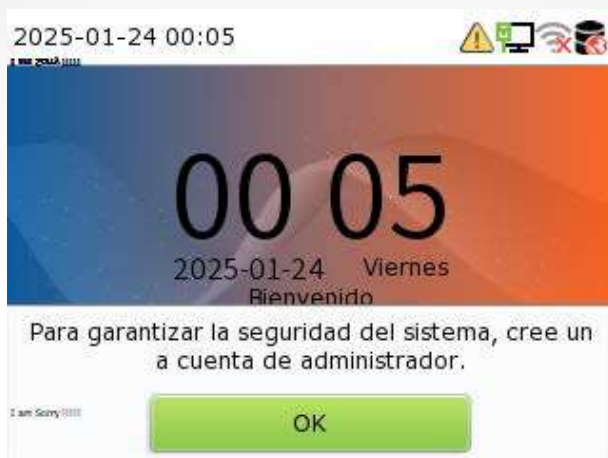 2025-01-24 00:05
00 05
2025-01-24 Viernes
Bienvenido
Para garantizar la seguridad del sistema, cree un
a cuenta de administrador.
I am Sorry !!!!!
OK